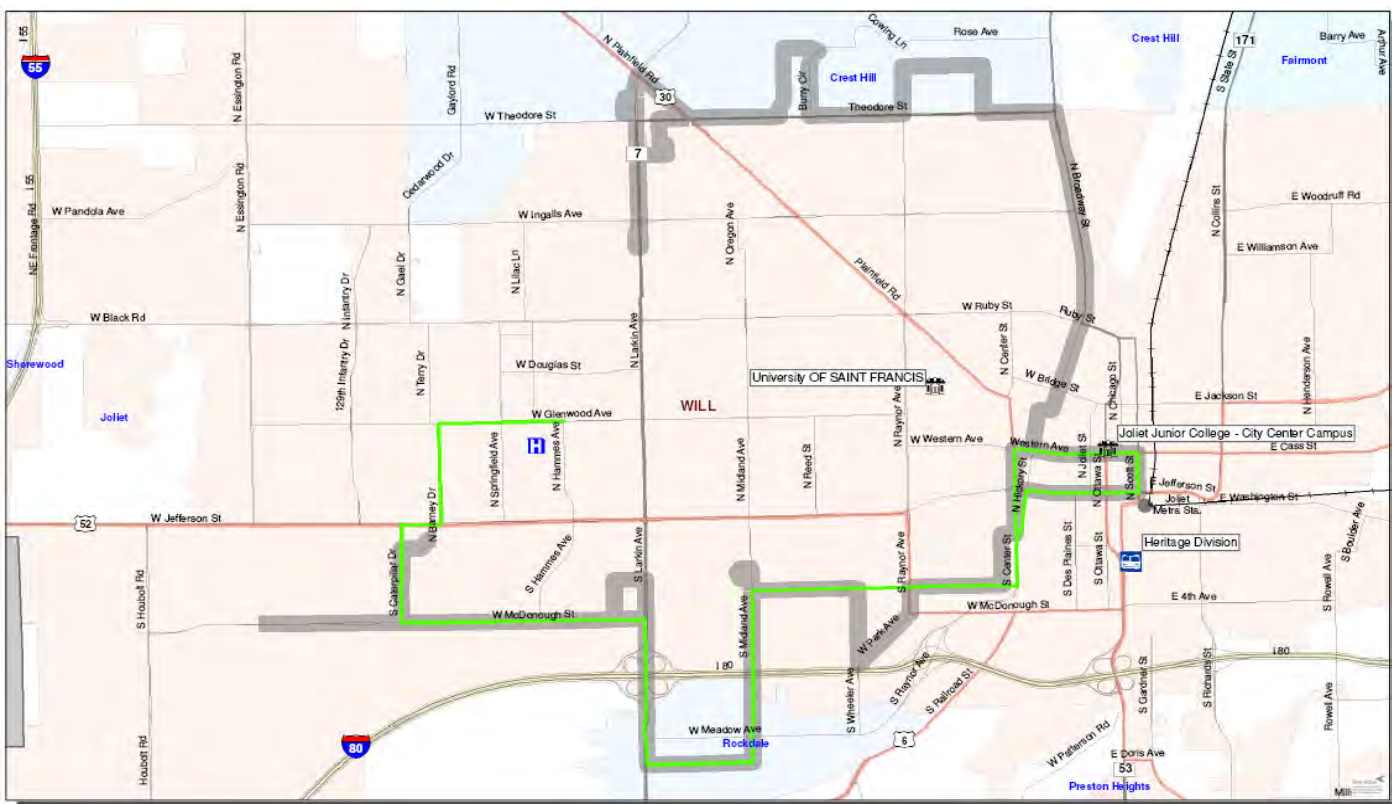 Cowing Ln
Rose Ave
Crest Hill
171
Barry Ave
Arthur Ave
I 55
55
N Plainfield Rd
N Essington Rd
Gaylord Rd
30
Burry Cir
Crest Hill
S State St
Fairmont
W Theodore St
Theodore St
7
I 55
N Essington Rd
Cedarwood Dr
N Broadway St
N Collins St
E Woodruff Rd
W Pandola Ave
W Ingalls Ave
N Oregon Ave
NE Frontage Rd
E Williamson Ave
N Gael Dr
N Lilac Ln
Plainfield Rd
N Infantry Dr
W Black Rd
W Ruby St
Ruby St
N Larkin Ave
N Center St
Shorewood
129th Infantry Dr
N Terry Dr
W Douglas St
University OF SAINT FRANCIS
W Bridge St
N Chicago St
N Henderson Ave
E Jackson St
Joliet
W Glenwood Ave
WILL
N Raynor Ave
Joliet Junior College - City Center Campus
H
W Western Ave
Western Ave
E Cass St
N Springfield Ave
N Hammes Ave
N Midland Ave
N Reed St
N Hickory St
N Joliet St
N Ottawa St
N Scott St
E Jefferson St
E Washington St
Joliet
Metra Sta.
52
W Jefferson St
N Barney Dr
S Boulder Ave
Heritage Division
S Houbolt Rd
S Caterpillar Dr
S Hammes Ave
S Larkin Ave
S Raynor Ave
S Center St
S Des Plaines St
S Ottawa St
S Rowell Ave
W McDonough St
W McDonough St
E 4th Ave
S Midland Ave
W Park Ave
I 80
I 80
S Wheeler Ave
S Raynor Ave
S Railroad St
S Gardner St
S Richards St
Rowell Ave
W Meadow Ave
Rockdale
6
Houbolt Rd
80
W Patterson Rd
E Doris Ave
53
Preston Heights
Mill